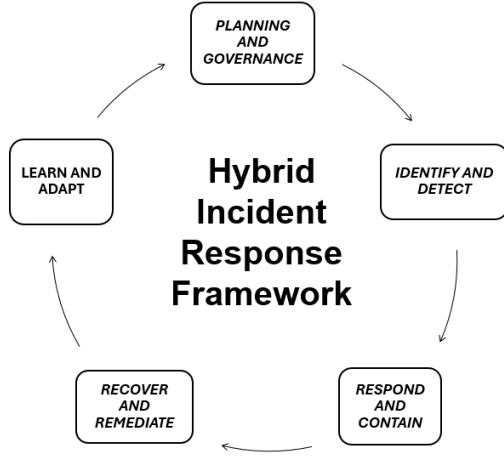 PLANNING
AND
GOVERNANCE
LEARN AND
ADAPT
Hybrid
Incident
Response
Framework
IDENTIFY AND
DETECT
RECOVER
AND
REMEDIATE
RESPOND
AND
CONTAIN